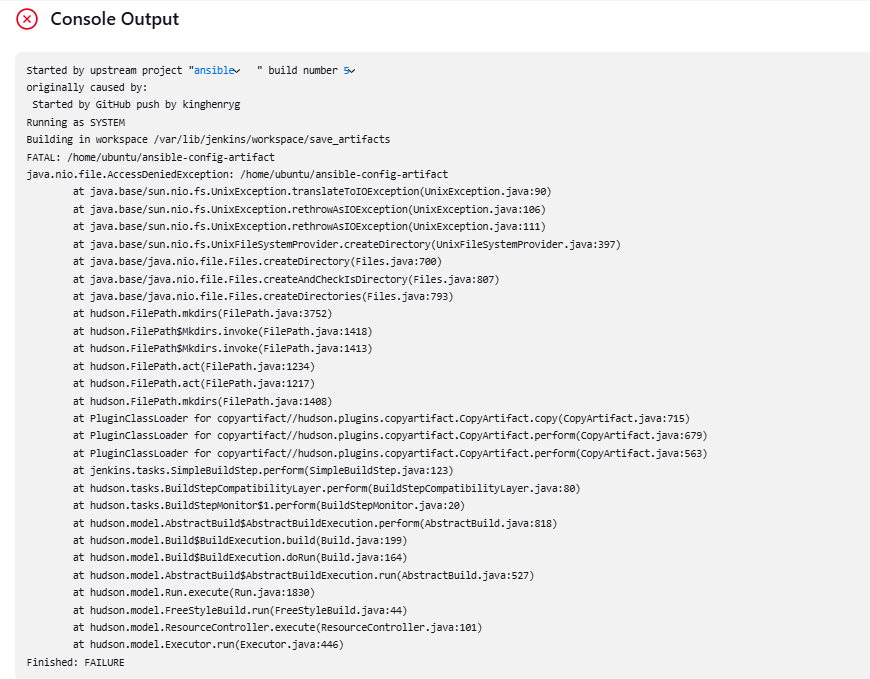 Console Output
Started by upstream project "ansible " build number 5
originally caused by:
Started by GitHub push by kinghenryg
Running as SYSTEM
Building in workspace /var/lib/jenkins/workspace/save_artifacts
FATAL: /home/ubuntu/ansible-config-artifact
java.nio.file.AccessDeniedException: /home/ubuntu/ansible-config-artifact
at java.base/sun.nio.fs.UnixException.translateToIOException(UnixException.java:90)
at java.base/sun.nio.fs.UnixException.rethrowAsIOException(UnixException.java:106)
at java.base/sun.nio.fs.UnixException.rethrowAsIOException(UnixException.java:111)
at java.base/sun.nio.fs.UnixFileSystemProvider.createDirectory(UnixFileSystemProvider.java:397)
at java.base/java.nio.file.Files.createDirectory(Files.java:700)
at java.base/java.nio.file.Files.createAndCheckIsDirectory(Files.java:807)
at java.base/java.nio.file.Files.createDirectories(Files.java:793)
at hudson.FilePath.mkdirs(FilePath.java:3752)
at hudson.FilePath$Mkdirs.invoke(FilePath.java:1418)
at hudson.FilePath$Mkdirs.invoke(FilePath.java:1413)
at hudson.FilePath.act(FilePath.java:1234)
at hudson.FilePath.act(FilePath.java:1217)
at hudson.FilePath.mkdirs(FilePath.java:1408)
at PluginClassLoader for copyartifact//hudson.plugins.copyartifact.CopyArtifact.copy(CopyArtifact.java:715)
at PluginClassLoader for copyartifact//hudson.plugins.copyartifact.CopyArtifact.perform(CopyArtifact.java:679)
at PluginClassLoader for copyartifact//hudson.plugins.copyartifact.CopyArtifact.perform(CopyArtifact.java:563)
at jenkins.tasks.SimpleBuildStep.perform(SimpleBuildStep.java:123)
at hudson.tasks.BuildStepCompatibilityLayer.perform(BuildStepCompatibilityLayer.java:80)
at hudson.tasks.BuildStepMonitor$1.perform(BuildStepMonitor.java:20)
at hudson.model.AbstractBuild$AbstractBuildExecution.perform(AbstractBuild.java:818)
at hudson.model.Build$BuildExecution.build(Build.java:199)
at hudson.model.Build$BuildExecution.doRun(Build.java:164)
at hudson.model.AbstractBuild$AbstractBuildExecution.run(AbstractBuild.java:527)
at hudson.model.Run.execute(Run.java:1830)
at hudson.model.FreeStyleBuild.run(FreeStyleBuild.java:44)
at hudson.model.ResourceController.execute(ResourceController.java:101)
at hudson.model.Executor.run(Executor.java:446)
Finished: FAILURE